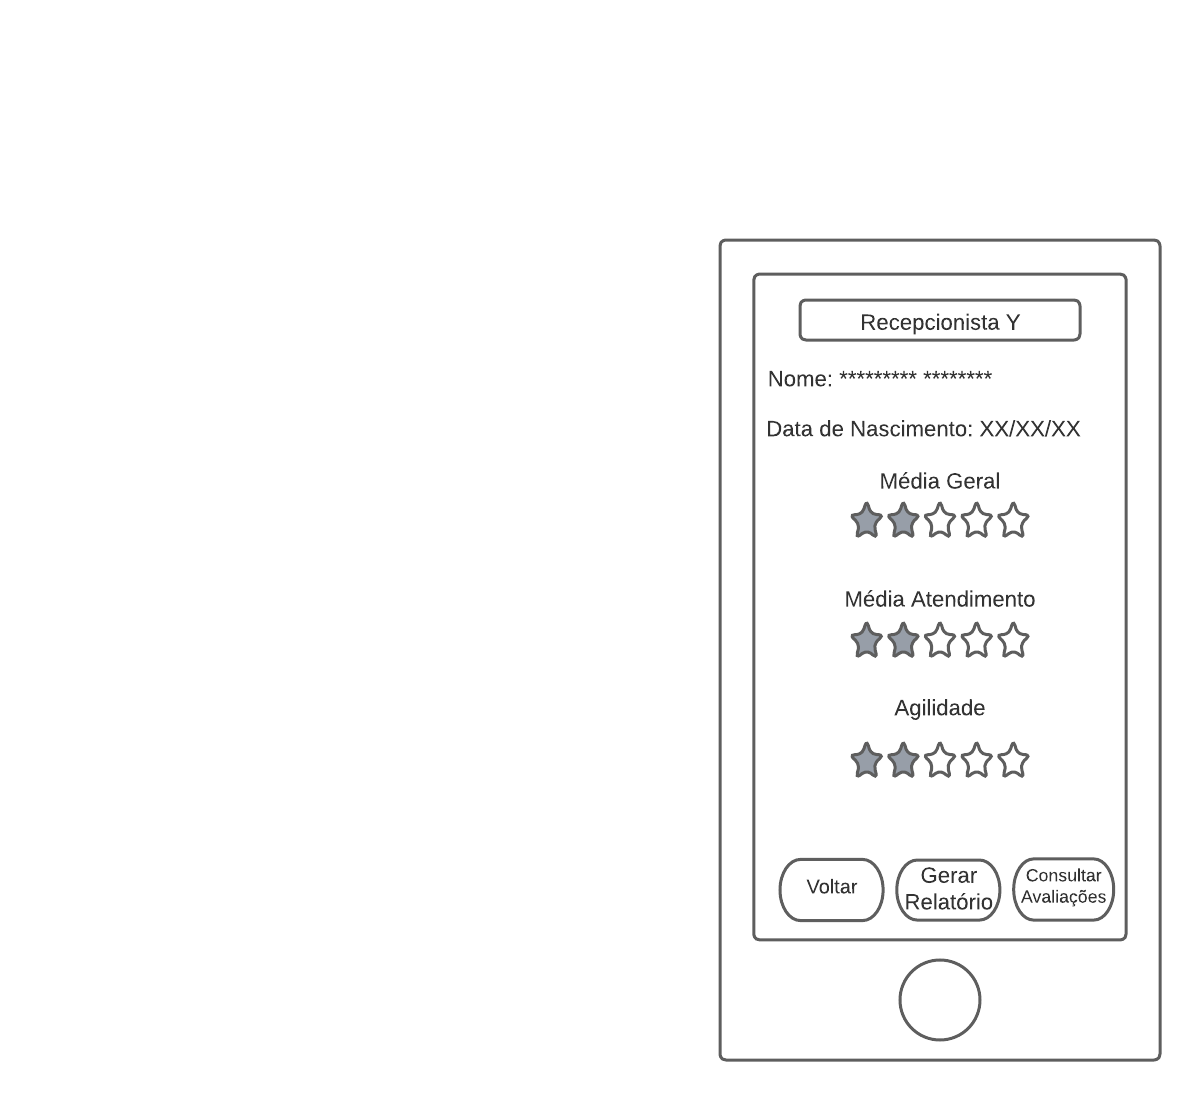 Recepcionista Y
Nome: ********* ********
Data de Nascimento: XX/XX/XX
Média Geral
Média Atendimento
Agilidade
Voltar
Gerar
Relatório
Consultar
Avaliações